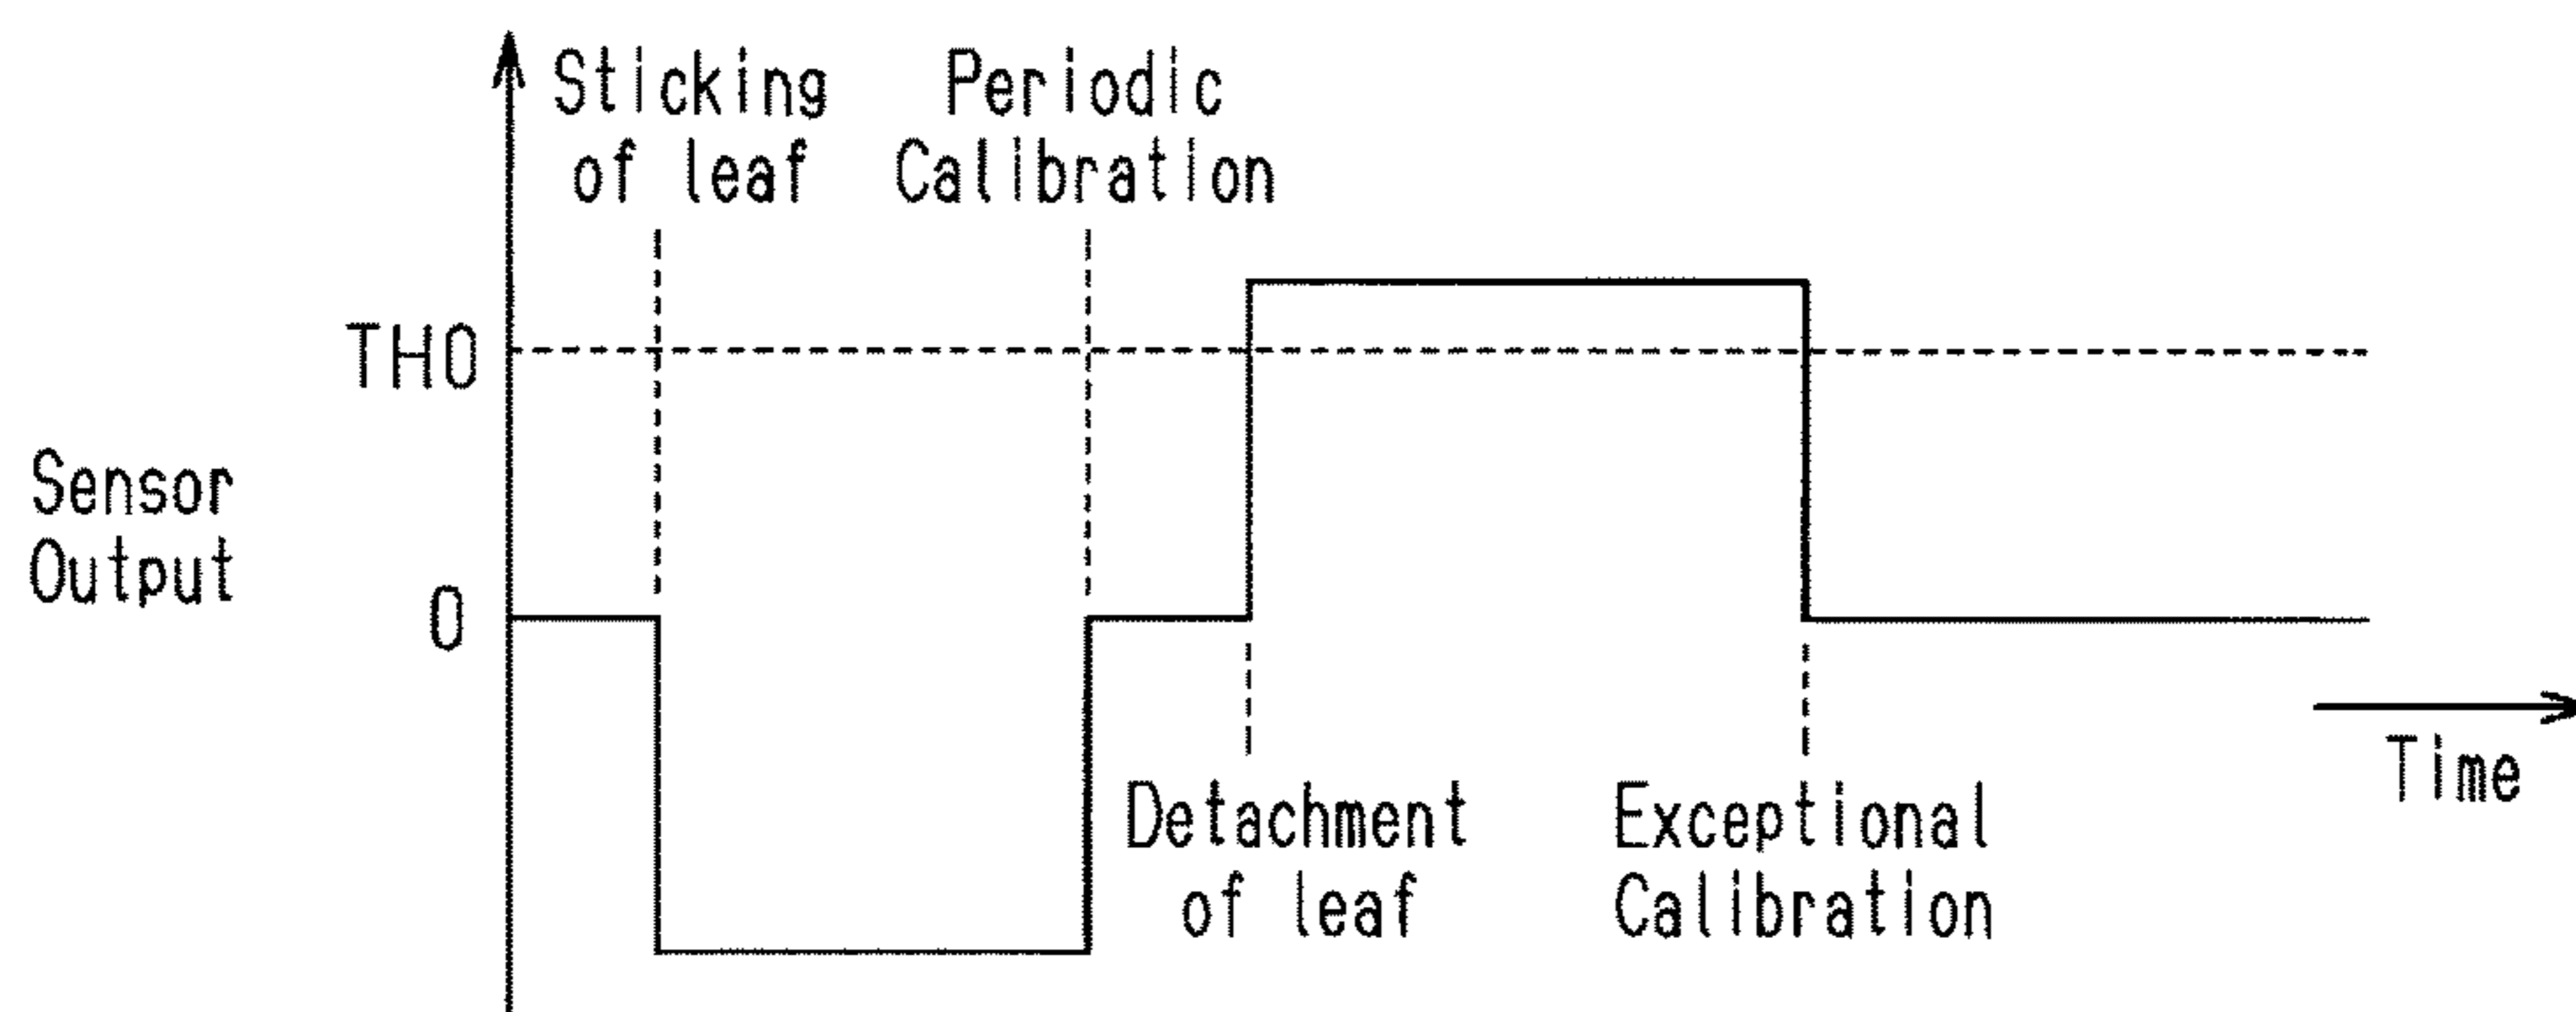 Sticking
of leaf
Periodic
Calibration
TH0
Sensor
Output
0
Detachment
of leaf
Exceptional
Calibration
Time